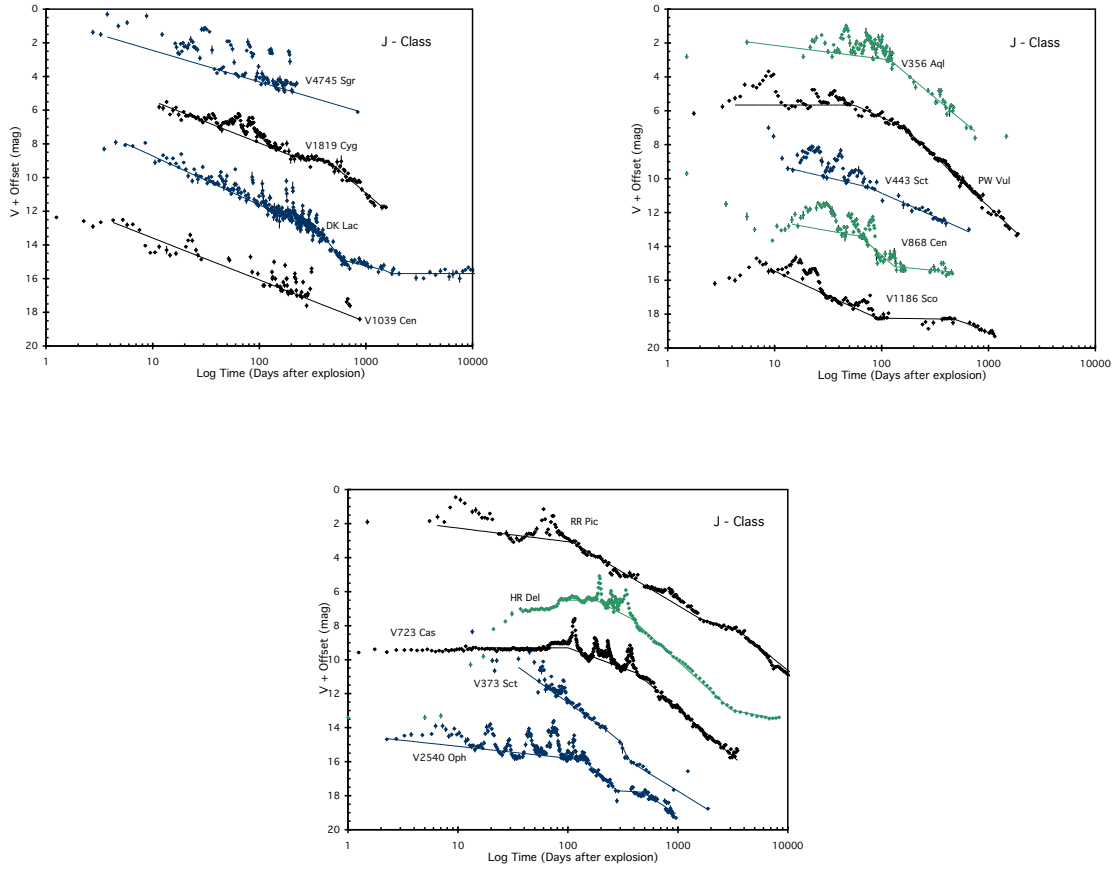 J - Class
V4745 Sgr
V1819 Cyg
DK Lac
V1039 Cen
V + Offset (mag)
0
2
4
6
8
10
12
14
16
18
20
1 10 100 1000 10000
Log Time (Days after explosion)
J - Class
V356 Aql
PW Vul
V443 Sct
V868 Cen
V1186 Sco
V + Offset (mag)
0
2
4
6
8
10
12
14
16
18
20
1 10 100 1000 10000
Log Time (Days after explosion)
J - Class
RR Pic
HR Del
V723 Cas
V373 Sct
V2540 Oph
V + Offset (mag)
0
2
4
6
8
10
12
14
16
18
20
1 10 100 1000 10000
Log Time (Days after explosion)